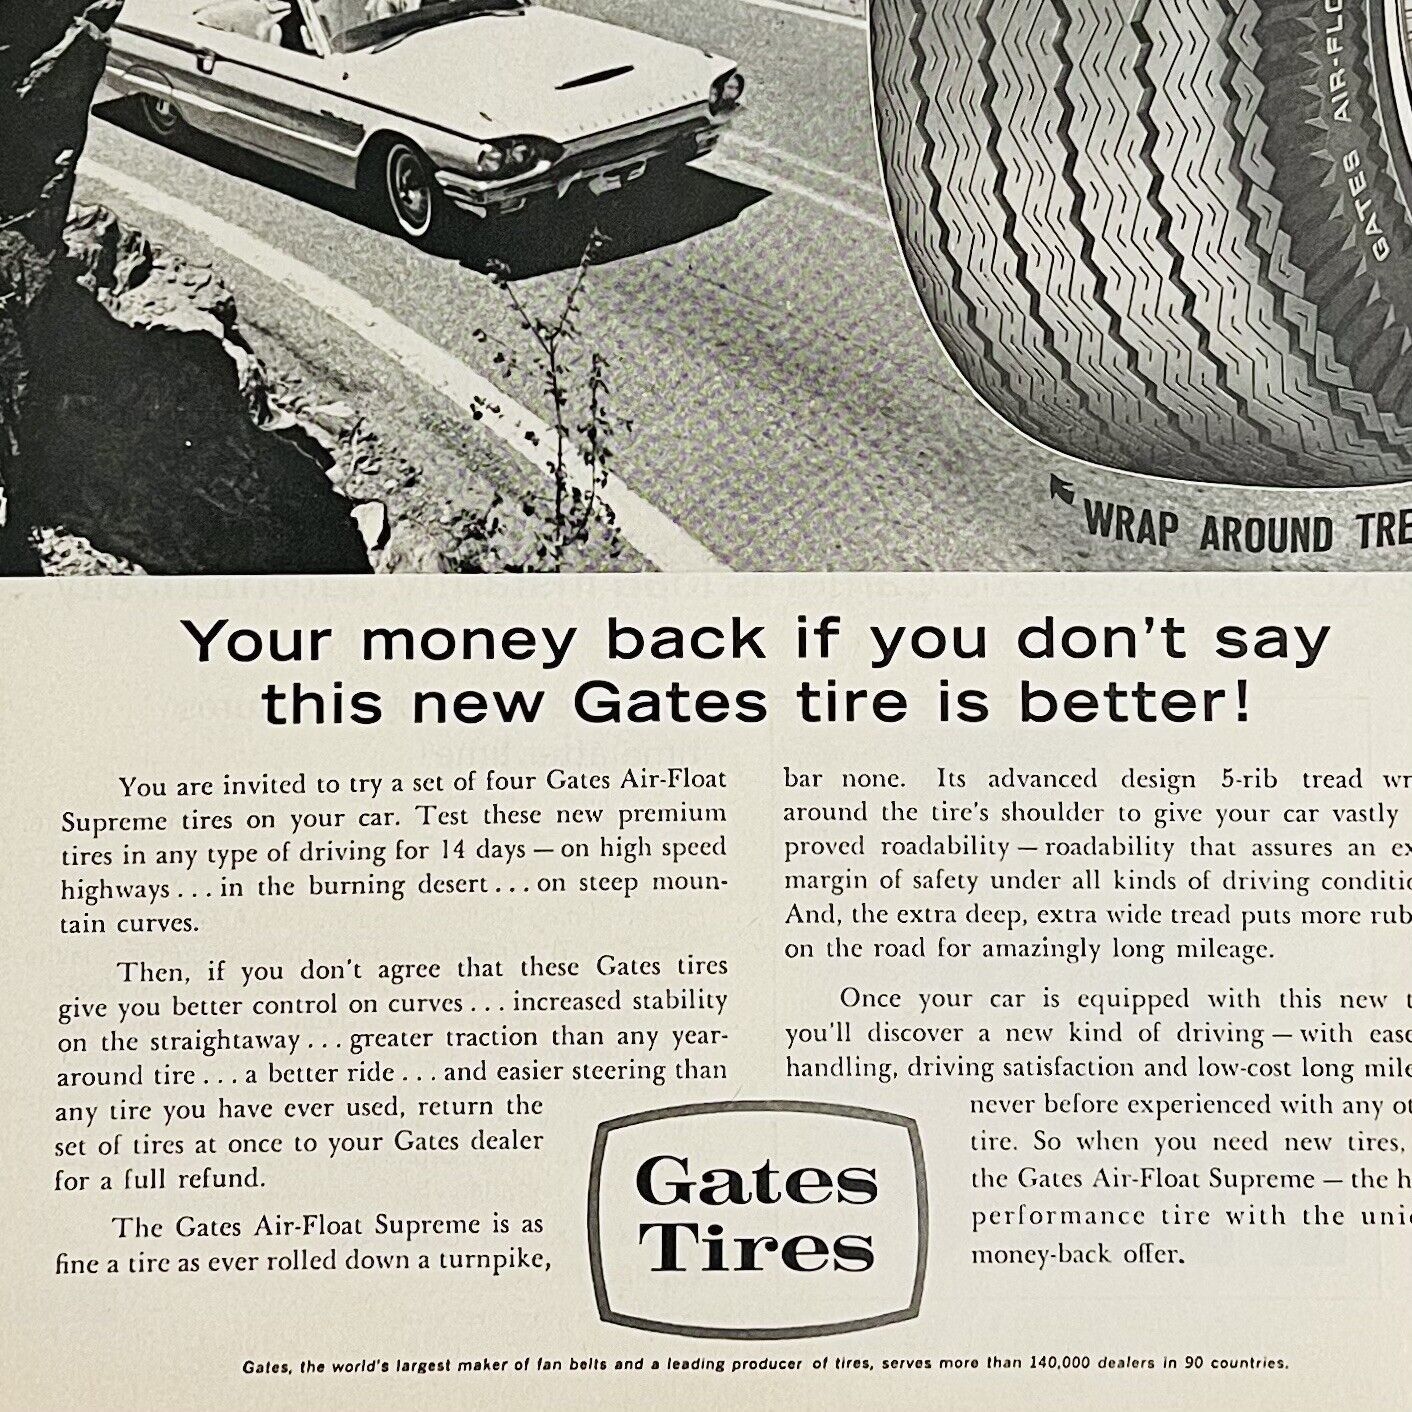 GATES AIR-FLO
WRAP AROUND TRE
Your money back if you don't say
this new Gates tire is better!
You are invited to try a set of four Gates Air-Float
Supreme tires on your car. Test these new premium
tires in any type of driving for 14 days — on high speed
highways . . . in the burning desert . . . on steep moun-
tain curves.
Then, if you don't agree that these Gates tires
give you better control on curves . . . increased stability
on the straightaway . . . greater traction than any year-
around tire . . . a better ride . . . and easier steering than
any tire you have ever used, return the
set of tires at once to your Gates dealer
for a full refund.
The Gates Air-Float Supreme is as
fine a tire as ever rolled down a turnpike,
bar none. Its advanced design 5-rib tread wr
around the tire's shoulder to give your car vastly
proved roadability — roadability that assures an ex
margin of safety under all kinds of driving conditio
And, the extra deep, extra wide tread puts more rub
on the road for amazingly long mileage.
Once your car is equipped with this new t
you'll discover a new kind of driving — with ease
handling, driving satisfaction and low-cost long mile
never before experienced with any ot
tire. So when you need new tires,
the Gates Air-Float Supreme — the h
performance tire with the uni
money-back offer.
Gates
Tires
Gates, the world's largest maker of fan belts and a leading producer of tires, serves more than 140,000 dealers in 90 countries.